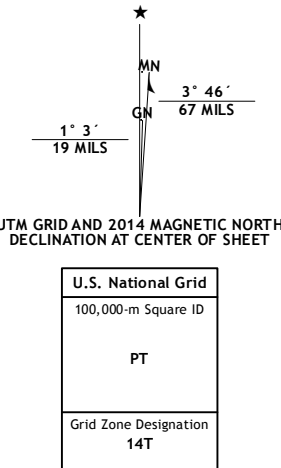 ★
MN
GN
3° 46´
67 MILS
1° 3´
19 MILS
UTM GRID AND 2014 MAGNETIC NORTH
DECLINATION AT CENTER OF SHEET
U.S. National Grid
100,000-m Square ID
PT
Grid Zone Designation
14T